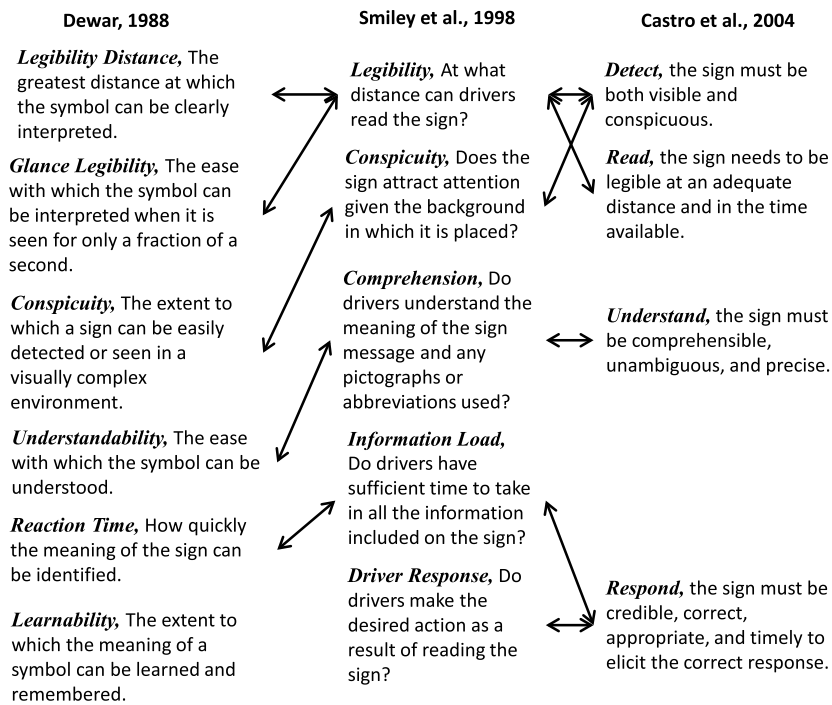 Dewar, 1988
Legibility Distance, The
greatest distance at which
the symbol can be clearly
interpreted.
Glance Legibility, The ease
with which the symbol can
be interpreted when it is
seen for only a fraction of a
second.
Conspicuity, The extent to
which a sign can be easily
detected or seen in a
visually complex
environment.
Understandability, The ease
with which the symbol can be
understood.
Reaction Time, How quickly
the meaning of the sign can
be identified.
Learnability, The extent to
which the meaning of a
symbol can be learned and
remembered.
Smiley et al., 1998
Legibility, At what
distance can drivers
read the sign?
Conspicuity, Does the
sign attract attention
given the background
in which it is placed?
Comprehension, Do
drivers understand the
meaning of the sign
message and any
pictographs or
abbreviations used?
Information Load,
Do drivers have
sufficient time to take
in all the information
included on the sign?
Driver Response, Do
drivers make the
desired action as a
result of reading the
sign?
Castro et al., 2004
Detect, the sign must be
both visible and
conspicuous.
Read, the sign needs to be
legible at an adequate
distance and in the time
available.
Understand, the sign must
be comprehensible,
unambiguous, and precise.
Respond, the sign must be
credible, correct,
appropriate, and timely to
elicit the correct response.